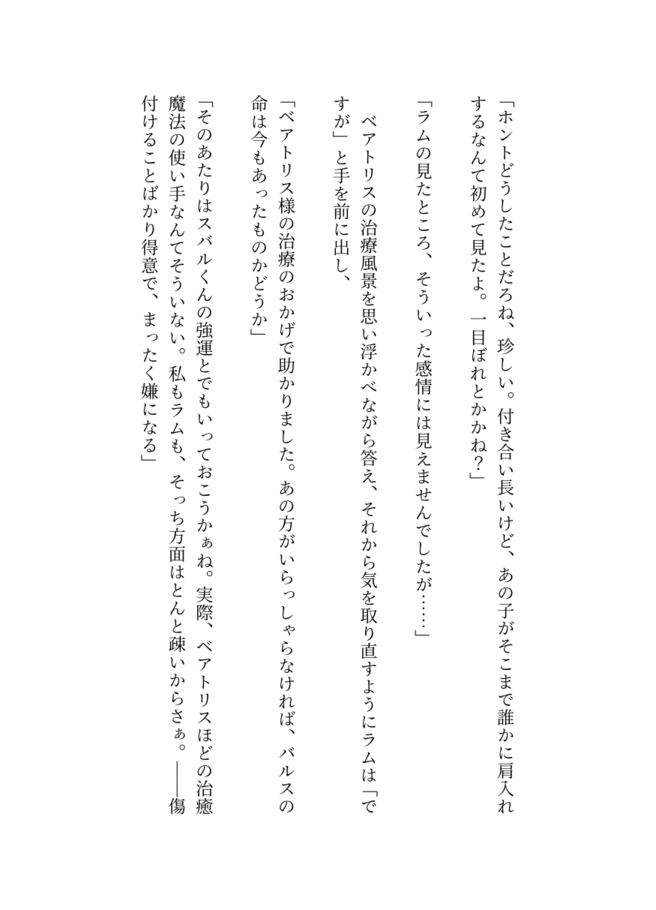 「ホントどうしたことだろね、珍しい。付き合い長いけど、あの子がそこまで誰かに肩入れ
するなんて初めて見たよ。一目ぼれとかかね？」
「ラムの見たところ、そういった感情には見えませんでしたが……」
　ベアトリスの治療風景を思い浮かべながら答え、それから気を取り直すようにラムは「で
すが」と手を前に出し、
「ベアトリス様の治療のおかげで助かりました。あの方がいらっしゃらなければ、バルスの
命は今もあったものかどうか」
「そのあたりはスバルくんの強運とでもいっておこうかぁね。実際、ベアトリスほどの治癒
魔法の使い手なんてそういない。私もラムも、そっち方面はとんと疎いからさぁ。――傷
付けることばかり得意で、まったく嫌になる」